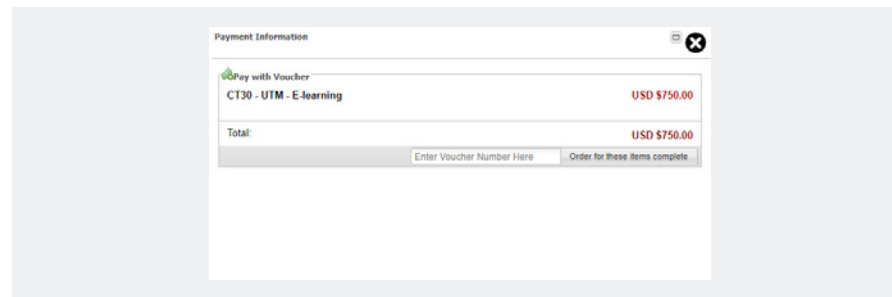 Payment Information
Pay with Voucher
CT30 - UTM - E-learning USD $750.00
Total: USD $750.00
Enter Voucher Number Here Order for these items complete